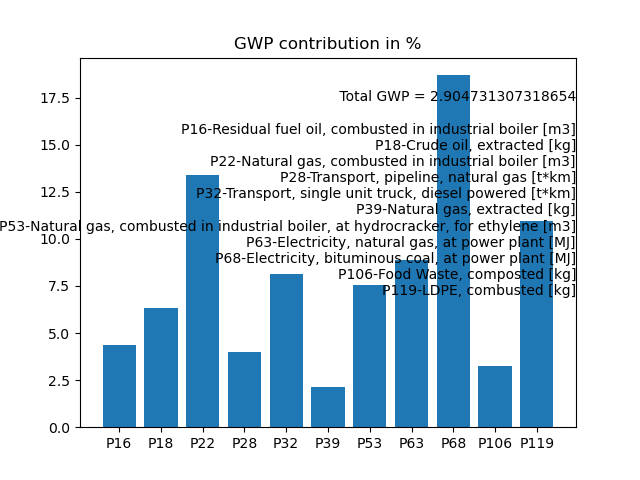 GWP contribution in %
Total GWP = 2.904731307318654
P16-Residual fuel oil, combusted in industrial boiler [m3]
P18-Crude oil, extracted [kg]
P22-Natural gas, combusted in industrial boiler [m3]
P28-Transport, pipeline, natural gas [t*km]
P32-Transport, single unit truck, diesel powered [t*km]
P39-Natural gas, extracted [kg]
P53-Natural gas, combusted in industrial boiler, at hydrocracker, for ethylene [m3]
P63-Electricity, natural gas, at power plant [MJ]
P68-Electricity, bituminous coal, at power plant [MJ]
P106-Food Waste, composted [kg]
P119-LDPE, combusted [kg]
17.5
15.0
12.5
10.0
7.5
5.0
2.5
0.0
P16 P18 P22 P28 P32 P39 P53 P63 P68 P106 P119